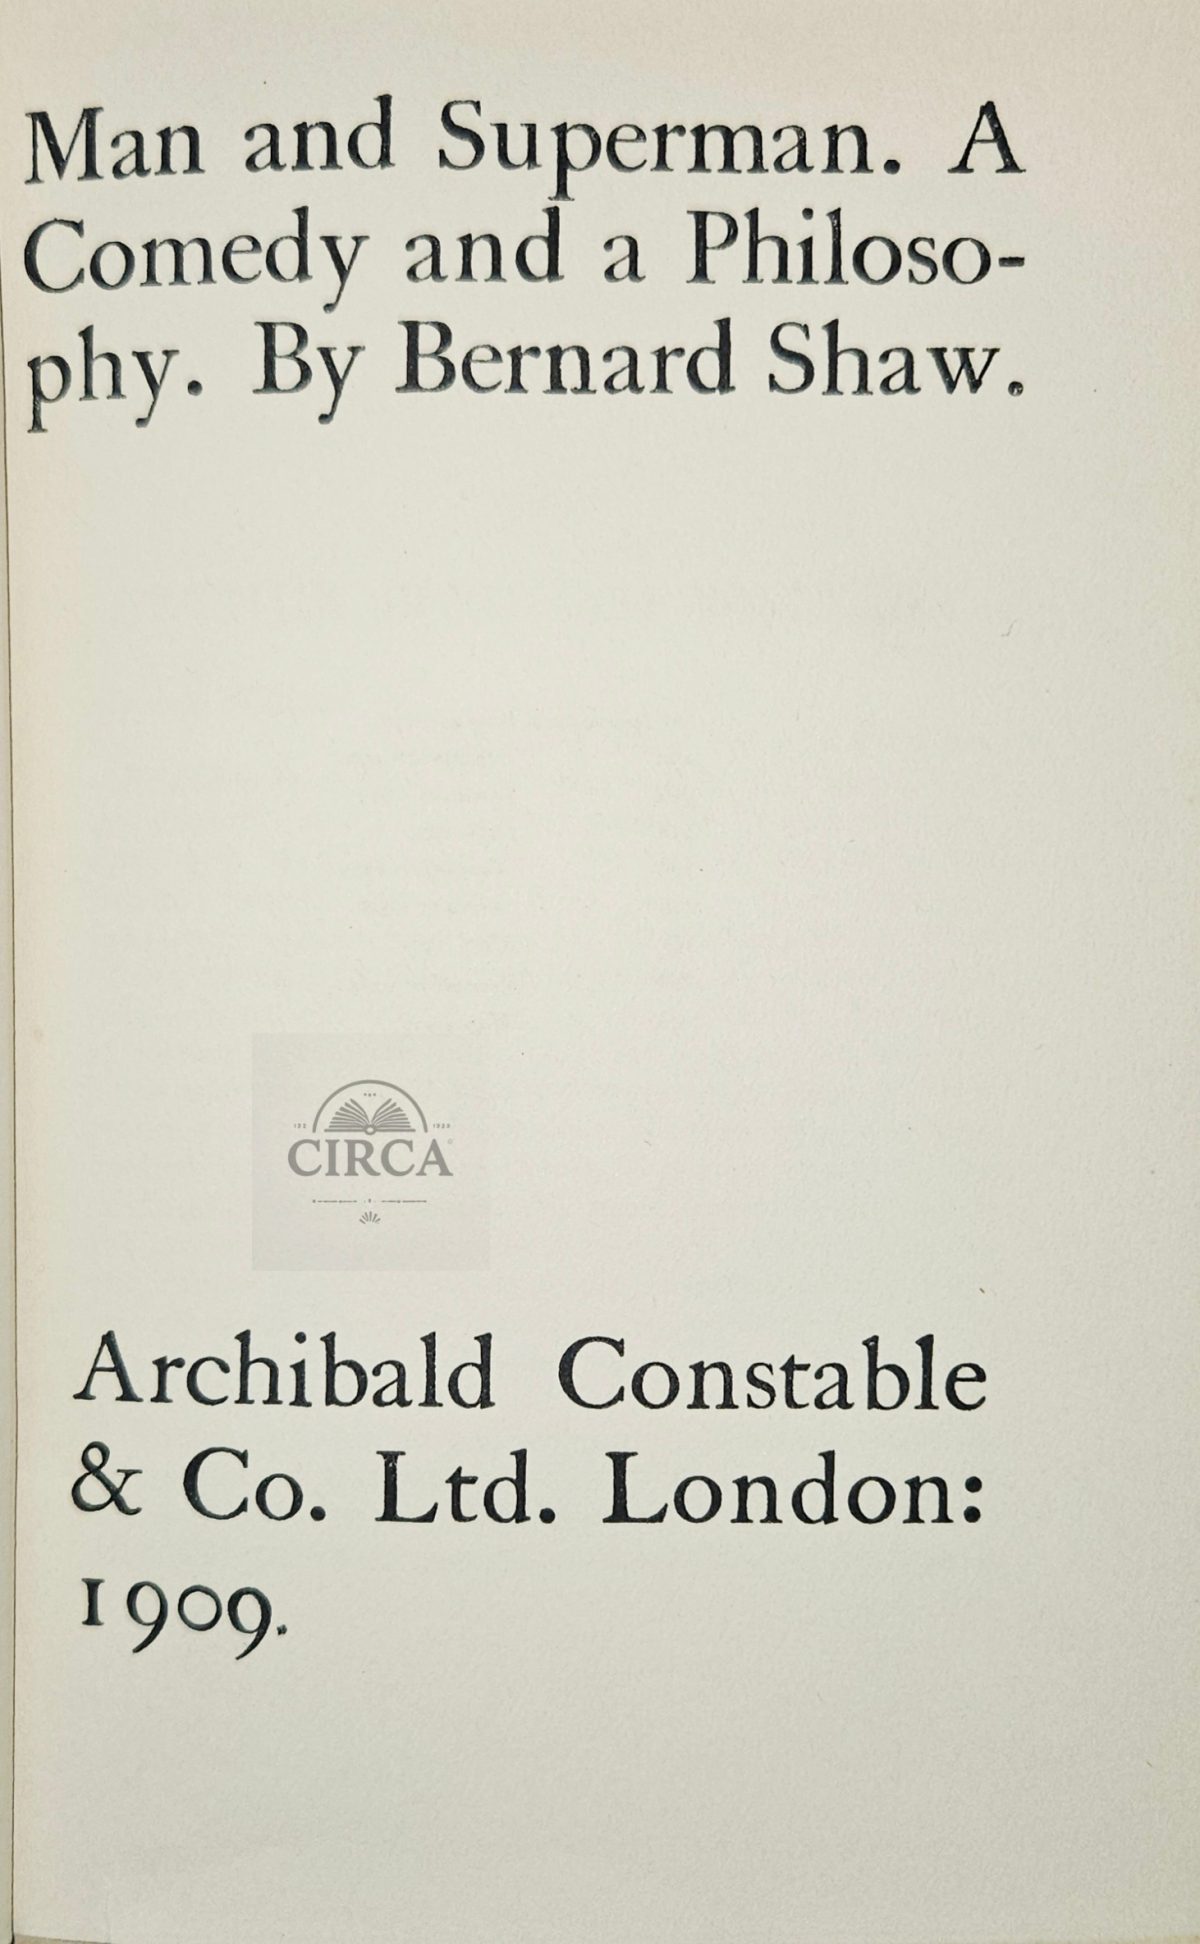 Man and Superman. A
Comedy and a Philoso-
phy. By Bernard Shaw.
CIRCA
Archibald Constable
& Co. Ltd. London:
1909.